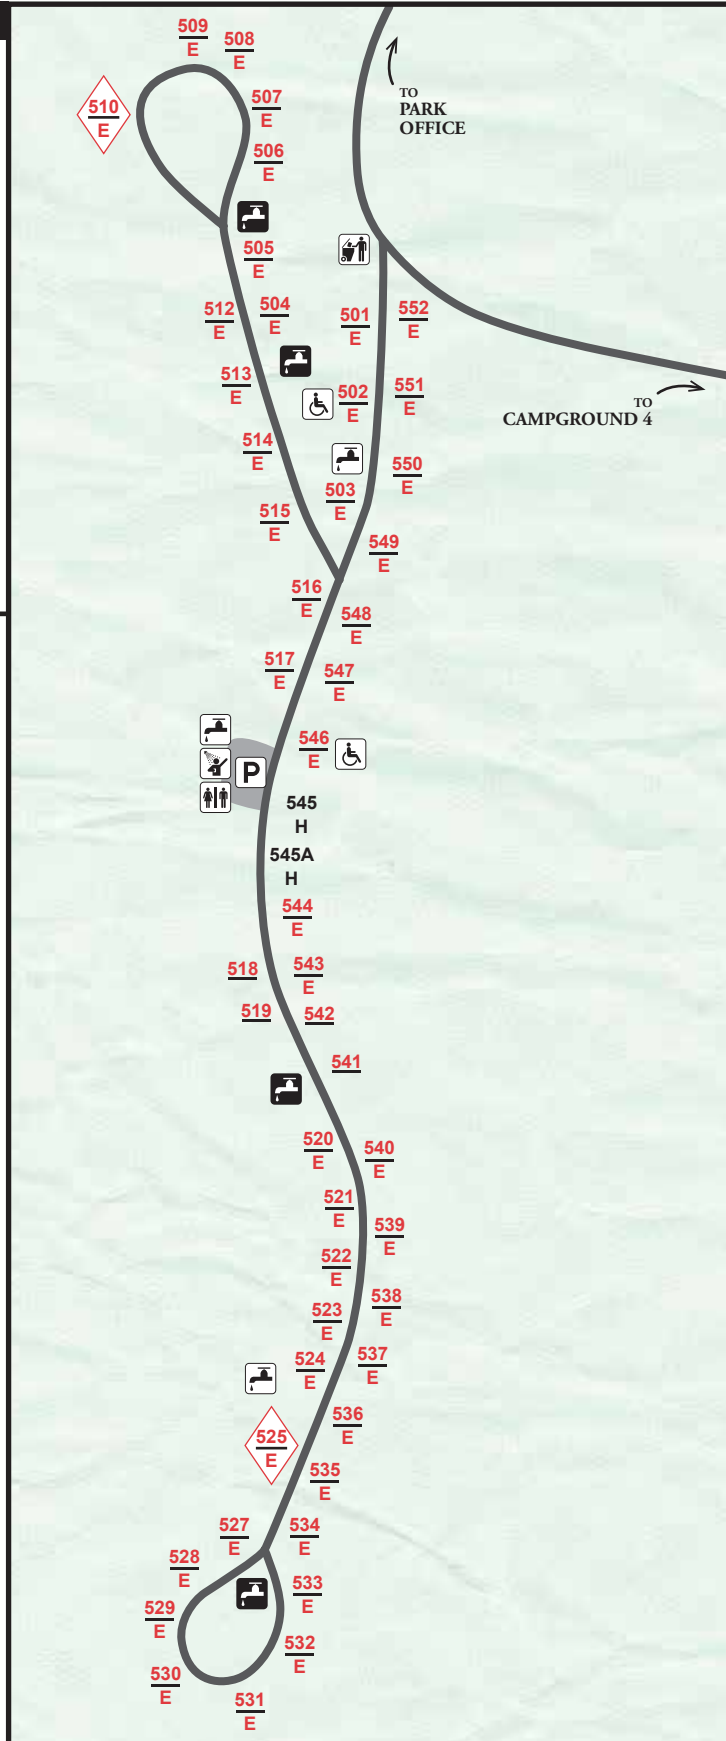 509
E
508
E
510
E
507
E
506
E
TO
PARK
OFFICE
505
E
504
E
512
E
501
E
552
E
513
E
502
E
551
E
TO
CAMPGROUND 4
514
E
503
E
550
E
515
E
549
E
516
E
548
E
517
E
547
E
546
E
P
545
H
545A
H
544
E
518
543
E
519
542
541
520
E
540
E
521
E
539
E
522
E
538
E
523
E
524
E
537
E
525
E
536
E
535
E
527
E
534
E
528
E
533
E
529
E
532
E
530
E
531
E